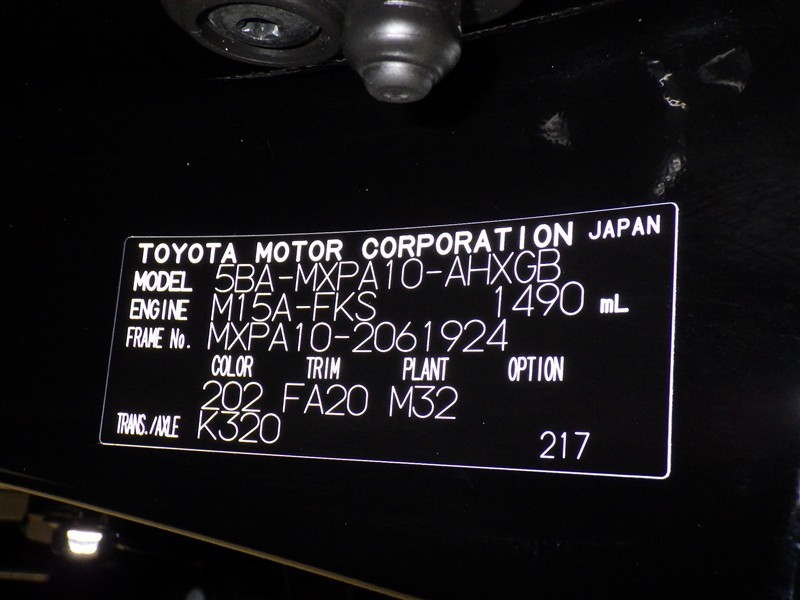 TOYOTA MOTOR CORPORATION JAPAN
MODEL 5BA-MXPA10-AHXGB
ENGINE M15A-FKS 1490 mL
FRAME No. MXPA10-2061924
COLOR TRIM PLANT OPTION
202 FA20 M32
TRANS./AXLE K320
217